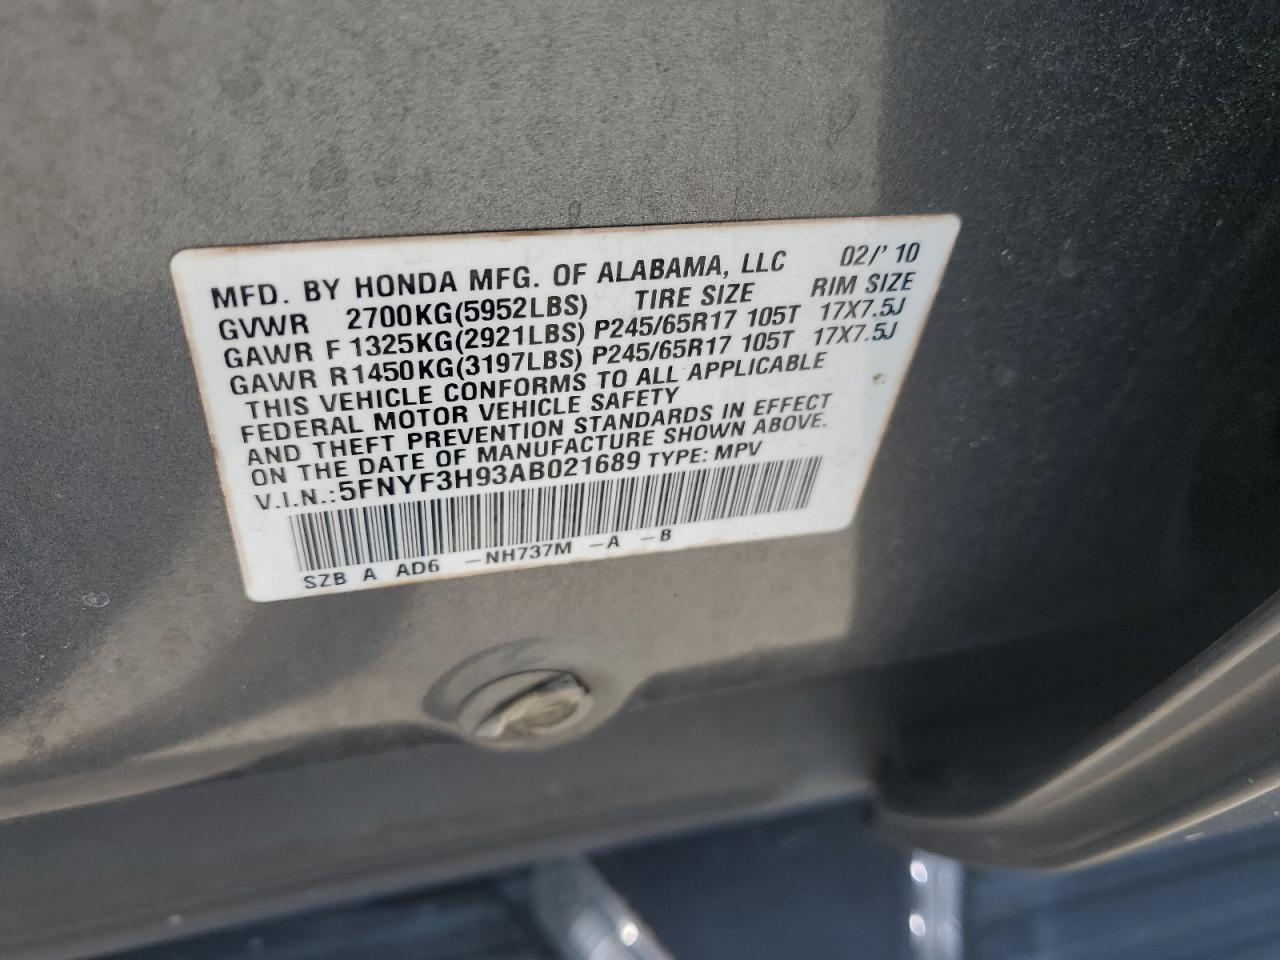 MFD. BY HONDA MFG. OF ALABAMA, LLC 02/' 10
GVWR 2700KG(5952LBS) TIRE SIZE RIM SIZE
GAWR F 1325KG(2921LBS) P245/65R17 105T 17X7.5J
GAWR R1450KG(3197LBS) P245/65R17 105T 17X7.5J
THIS VEHICLE CONFORMS TO ALL APPLICABLE
FEDERAL MOTOR VEHICLE SAFETY
AND THEFT PREVENTION STANDARDS IN EFFECT
ON THE DATE OF MANUFACTURE SHOWN ABOVE.
V.I.N.:5FNYF3H93AB021689 TYPE: MPV
SZB A AD6 -NH737M -A -B